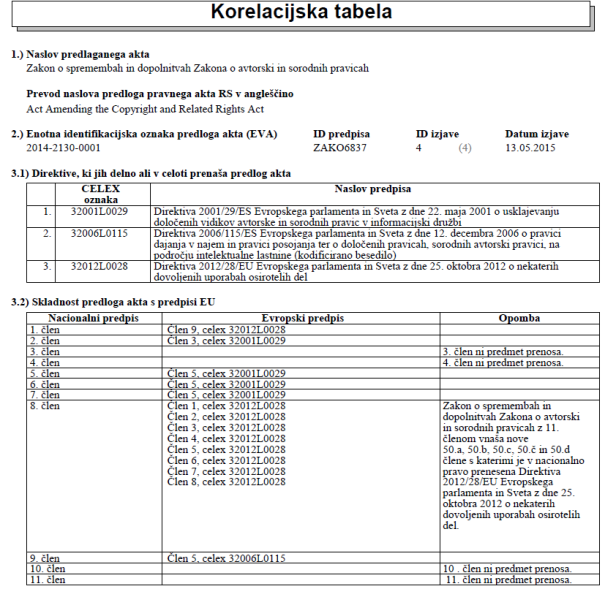 Korelacijska tabela
1.) Naslov predlaganega akta
Zakon o spremembah in dopolnitvah Zakona o avtorski in sorodnih pravicah
Prevod naslova predloga pravnega akta RS v angleščino
Act Amending the Copyright and Related Rights Act
2.) Enotna identifikacijska oznaka predloga akta (EVA) ID predpisa ID izjave Datum izjave
2014-2130-0001 ZAKO6837 4 (4) 13.05.2015
3.1) Direktive, ki jih delno ali v celoti prenaša predlog akta
CELEX oznaka Naslov predpisa
1. 32001L0029 Direktiva 2001/29/ES Evropskega parlamenta in Sveta z dne 22. maja 2001 o usklajevanju
določenih vidikov avtorske in sorodnih pravic v informacijski družbi
2. 32006L0115 Direktiva 2006/115/ES Evropskega parlamenta in Sveta z dne 12. decembra 2006 o pravici
dajanja v najem in pravici posojanja ter o določenih pravicah, sorodnih avtorski pravici, na
področju intelektualne lastnine (kodificirano besedilo)
3. 32012L0028 Direktiva 2012/28/EU Evropskega parlamenta in Sveta z dne 25. oktobra 2012 o nekaterih
dovoljenih uporabah osirotelih del
3.2) Skladnost predloga akta s predpisi EU
Nacionalni predpis Evropski predpis Opomba
1. člen Člen 9, celex 32012L0028
2. člen Člen 3, celex 32001L0029
3. člen 3. člen ni predmet prenosa.
4. člen 4. člen ni predmet prenosa.
5. člen Člen 5, celex 32001L0029
6. člen Člen 5, celex 32001L0029
7. člen Člen 5, celex 32001L0029
8. člen Člen 1, celex 32012L0028 Zakon o spremembah in
Člen 2, celex 32012L0028 dopolnitvah Zakona o avtorski
Člen 3, celex 32012L0028 in sorodnih pravicah z 11.
Člen 4, celex 32012L0028 členom vnaša nove
Člen 5, celex 32012L0028 50.a, 50.b, 50.c, 50.č in 50.d
Člen 6, celex 32012L0028 člene s katerimi je v nacionalno
Člen 7, celex 32012L0028 pravo prenesena Direktiva
Člen 8, celex 32012L0028 2012/28/EU Evropskega
parlamenta in Sveta z dne 25.
oktobra 2012 o nekaterih
dovoljenih uporabah osirotelih
del.
9. člen Člen 5, celex 32006L0115
10. člen 10 . člen ni predmet prenosa.
11. člen 11. člen ni predmet prenosa.